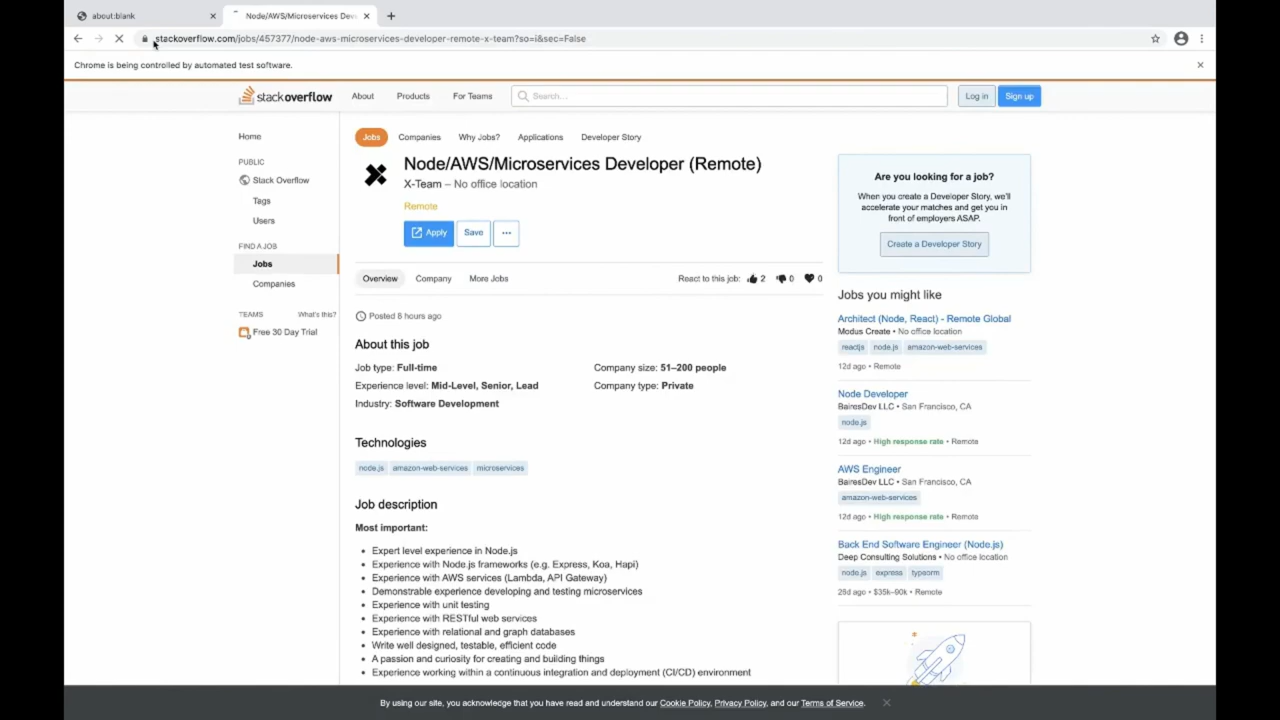 about:blank
Node/AWS/Microservices Dev
stackoverflow.com/jobs/457377/node-aws-microservices-developer-remote-x-team?so=i&sec=False
Chrome is being controlled by automated test software.
stackoverflow
About
Products
For Teams
Search…
Log in
Sign up
Home
PUBLIC
Stack Overflow
Tags
Users
FIND A JOB
Jobs
Companies
TEAMS
What's this?
Free 30 Day Trial
Jobs
Companies
Why Jobs?
Applications
Developer Story
Node/AWS/Microservices Developer (Remote)
X-Team – No office location
Remote
Apply
Save
Overview
Company
More Jobs
React to this job:
2
0
0
Posted 8 hours ago
About this job
Job type: Full-time
Company size: 51–200 people
Experience level: Mid-Level, Senior, Lead
Company type: Private
Industry: Software Development
Technologies
node.js
amazon-web-services
microservices
Job description
Most important:
• Expert level experience in Node.js
• Experience with Node.js frameworks (e.g. Express, Koa, Hapi)
• Experience with AWS services (Lambda, API Gateway)
• Demonstrable experience developing and testing microservices
• Experience with unit testing
• Experience with RESTful web services
• Experience with relational and graph databases
• Write well designed, testable, efficient code
• A passion and curiosity for creating and building things
• Experience working within a continuous integration and deployment (CI/CD) environment
Are you looking for a job?
When you create a Developer Story, we'll
accelerate your matches and get you in
front of employers ASAP.
Create a Developer Story
Jobs you might like
Architect (Node, React) - Remote Global
Modus Create • No office location
reactjs
node.js
amazon-web-services
12d ago • Remote
Node Developer
BairesDev LLC • San Francisco, CA
node.js
12d ago • High response rate • Remote
AWS Engineer
BairesDev LLC • San Francisco, CA
amazon-web-services
12d ago • High response rate • Remote
Back End Software Engineer (Node.js)
Deep Consulting Solutions • No office location
node.js
express
typeorm
28d ago • $35k–90k • Remote
By using our site, you acknowledge that you have read and understand our Cookie Policy, Privacy Policy, and our Terms of Service.